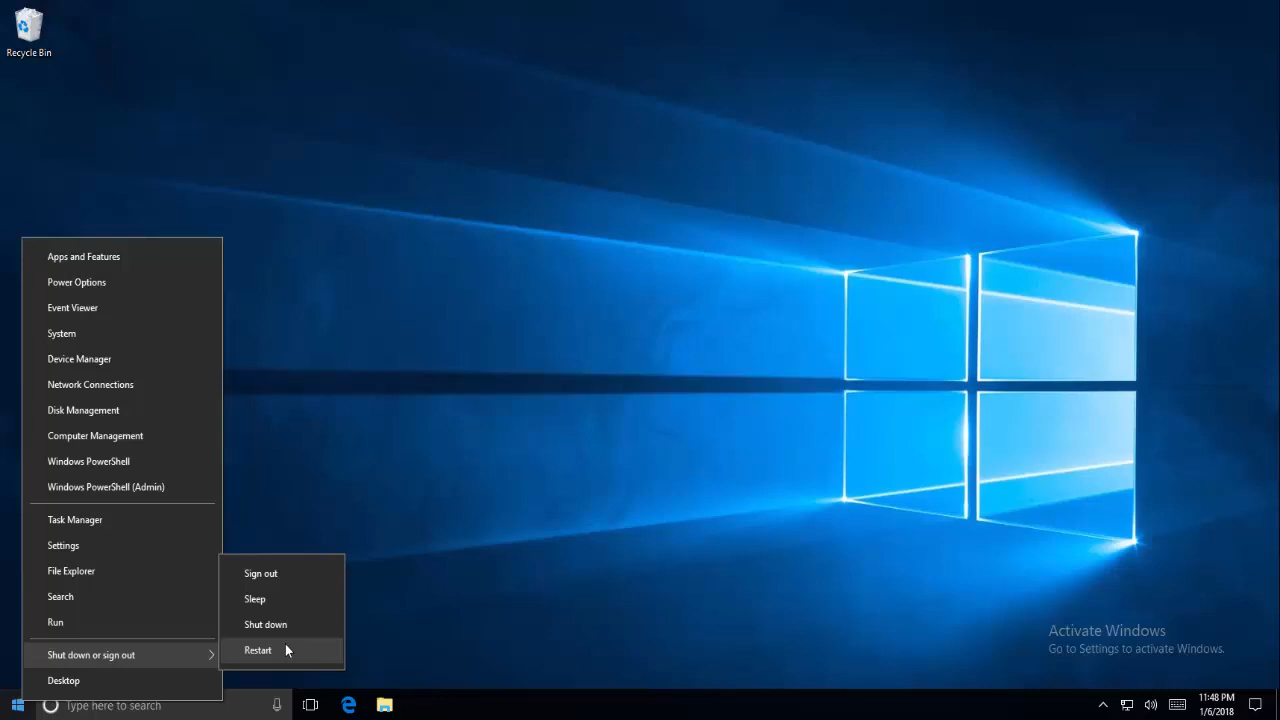 Recycle Bin
Apps and Features
Power Options
Event Viewer
System
Device Manager
Network Connections
Disk Management
Computer Management
Windows PowerShell
Windows PowerShell (Admin)
Task Manager
Settings
File Explorer
Search
Run
Shut down or sign out
Desktop
Sign out
Sleep
Shut down
Restart
Activate Windows
Go to Settings to activate Windows.
Type here to search
11:48 PM
1/6/2018